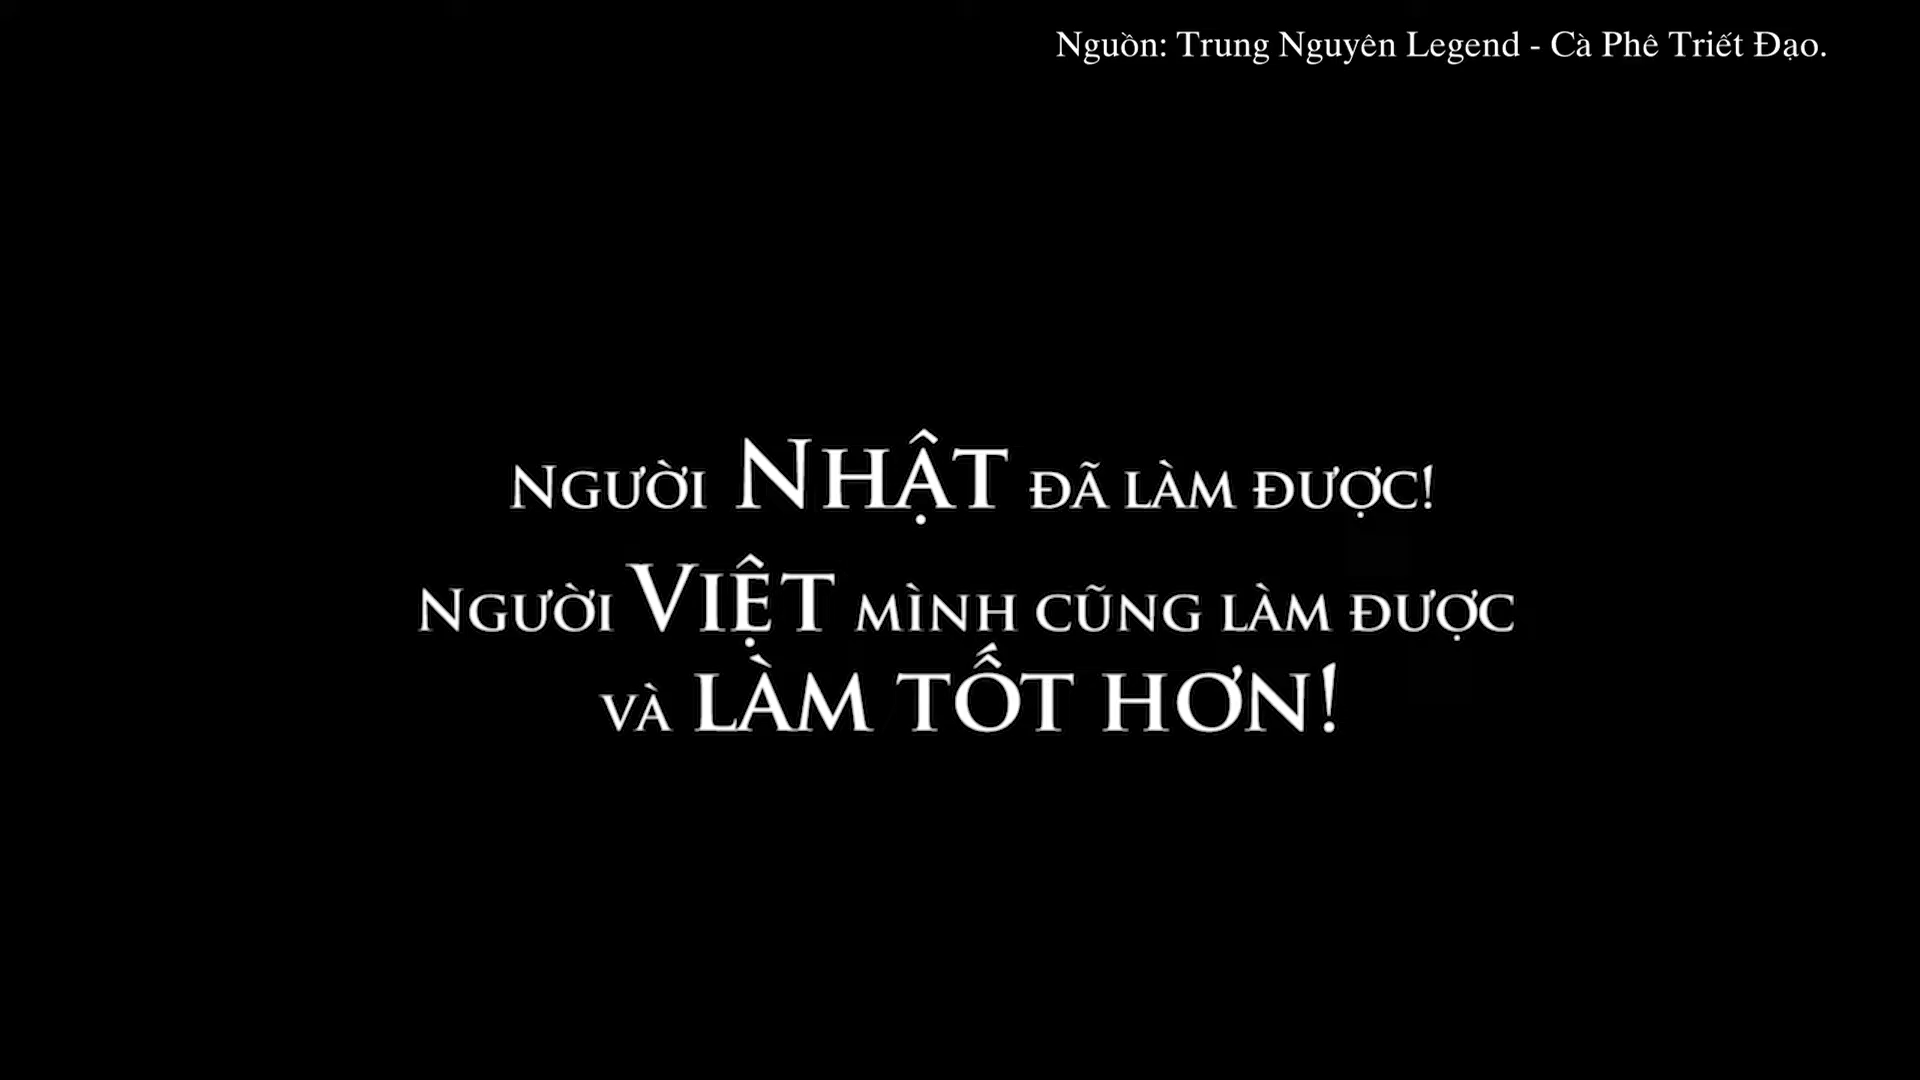 Nguồn: Trung Nguyên Legend - Cà Phê Triết Đạo.
NGƯỜI NHẬT ĐÃ LÀM ĐƯỢC!
NGƯỜI VIỆT MÌNH CŨNG LÀM ĐƯỢC
VÀ LÀM TỐT HƠN!